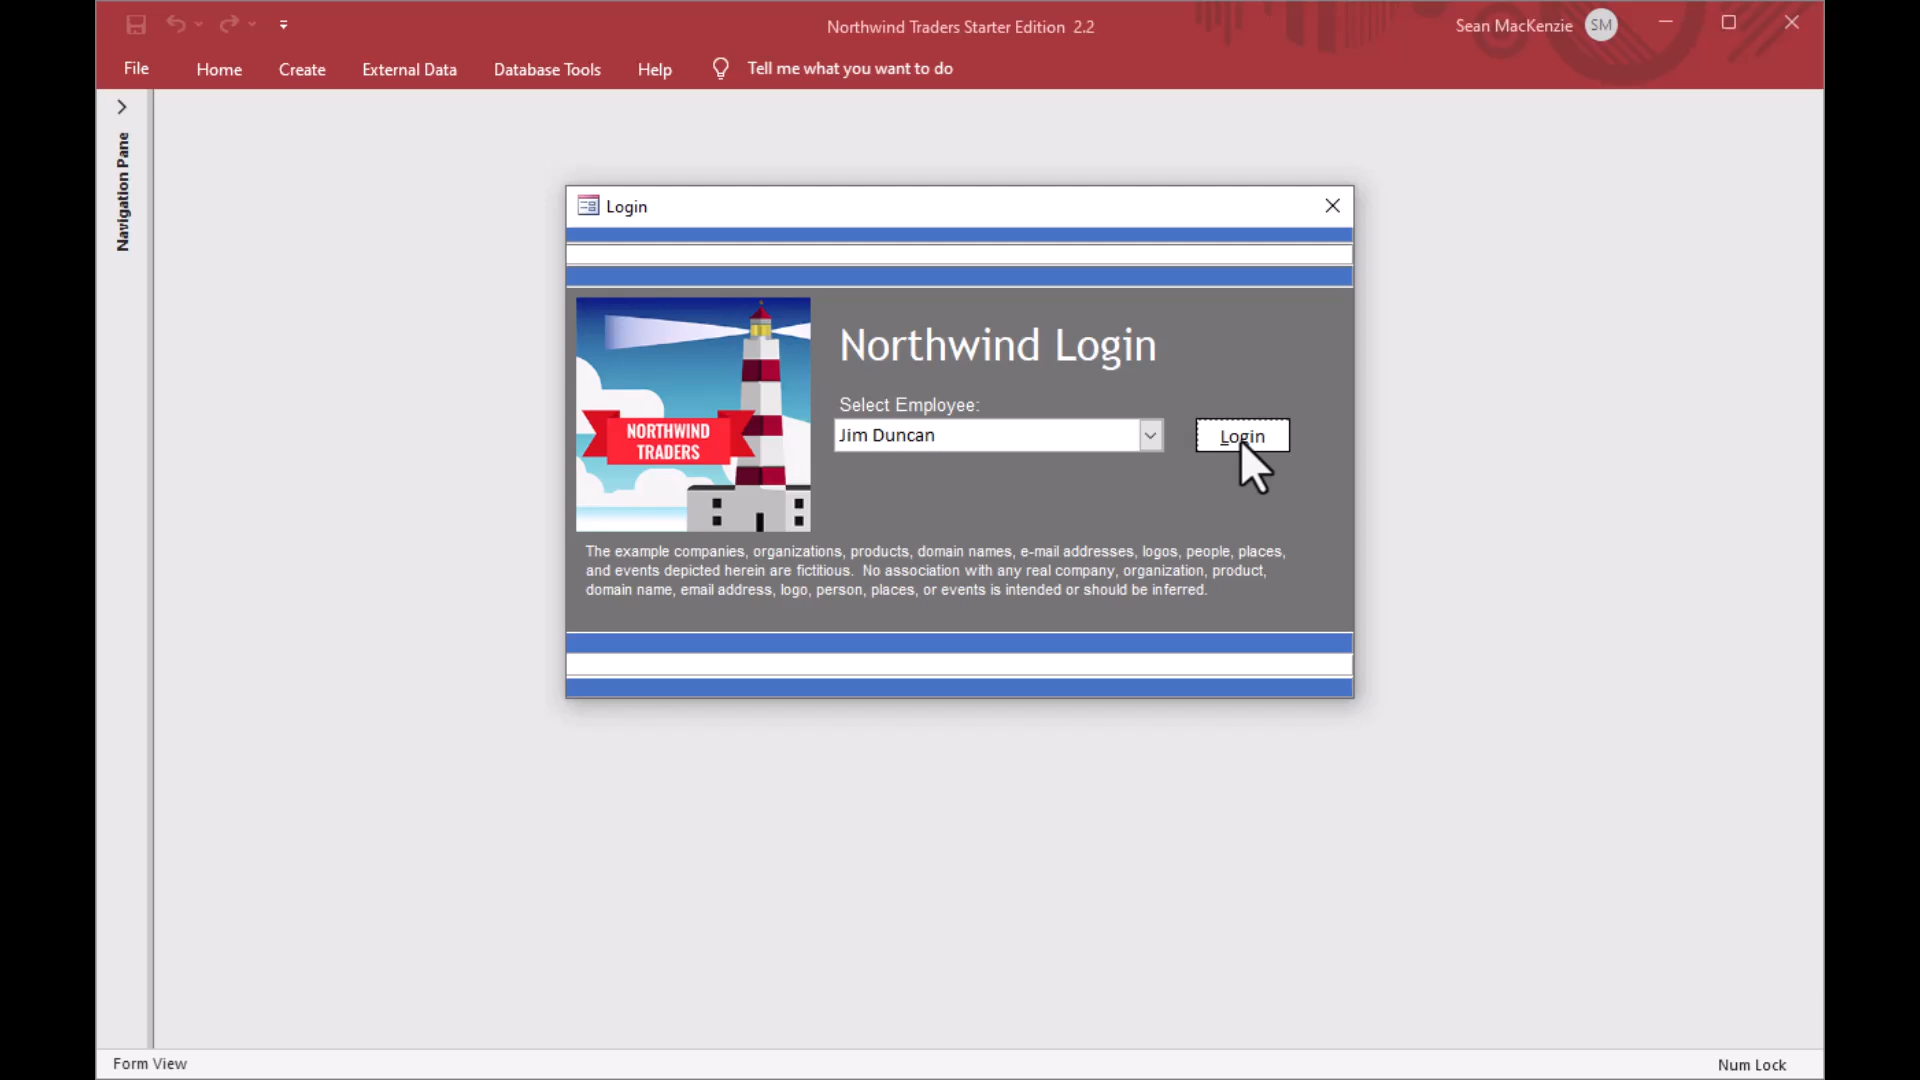 Northwind Traders Starter Edition  2.2
Sean MacKenzie
SM
File
Home
Create
External Data
Database Tools
Help
Tell me what you want to do
Navigation Pane
Login
Northwind Login
Select Employee:
Jim Duncan
Login
NORTHWIND
TRADERS
The example companies, organizations, products, domain names, e-mail addresses, logos, people, places,
and events depicted herein are fictitious.  No association with any real company, organization, product,
domain name, email address, logo, person, places, or events is intended or should be inferred.
Form View
Num Lock